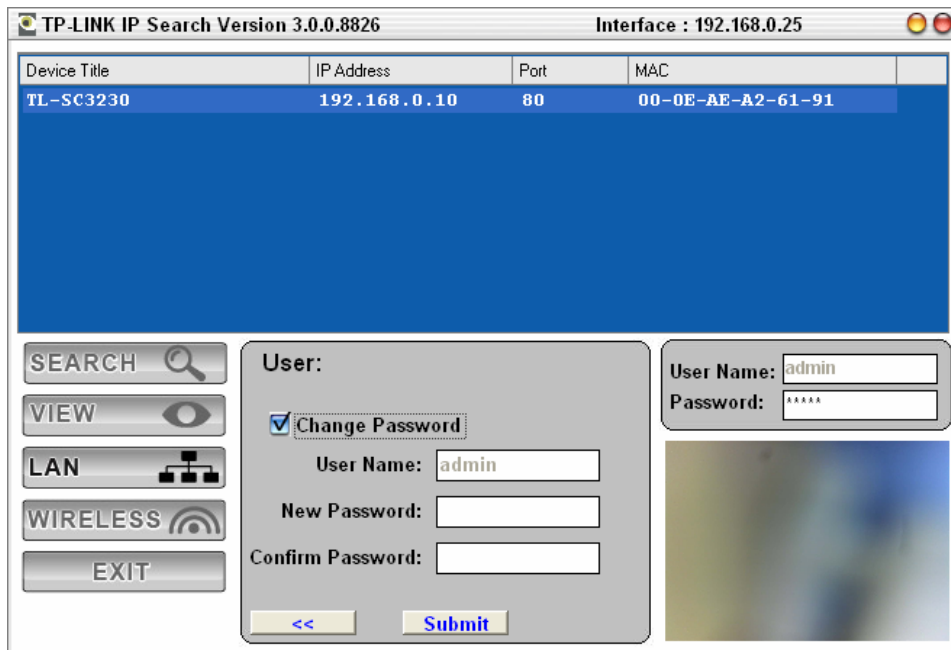 TP-LINK IP Search Version 3.0.0.8826 Interface : 192.168.0.25
Device Title IP Address Port MAC
TL-SC3230 192.168.0.10 80 00-0E-AE-A2-61-91
SEARCH
VIEW
LAN
WIRELESS
EXIT
User:
Change Password
User Name: admin
New Password:
Confirm Password:
<< Submit
User Name: admin
Password: *****